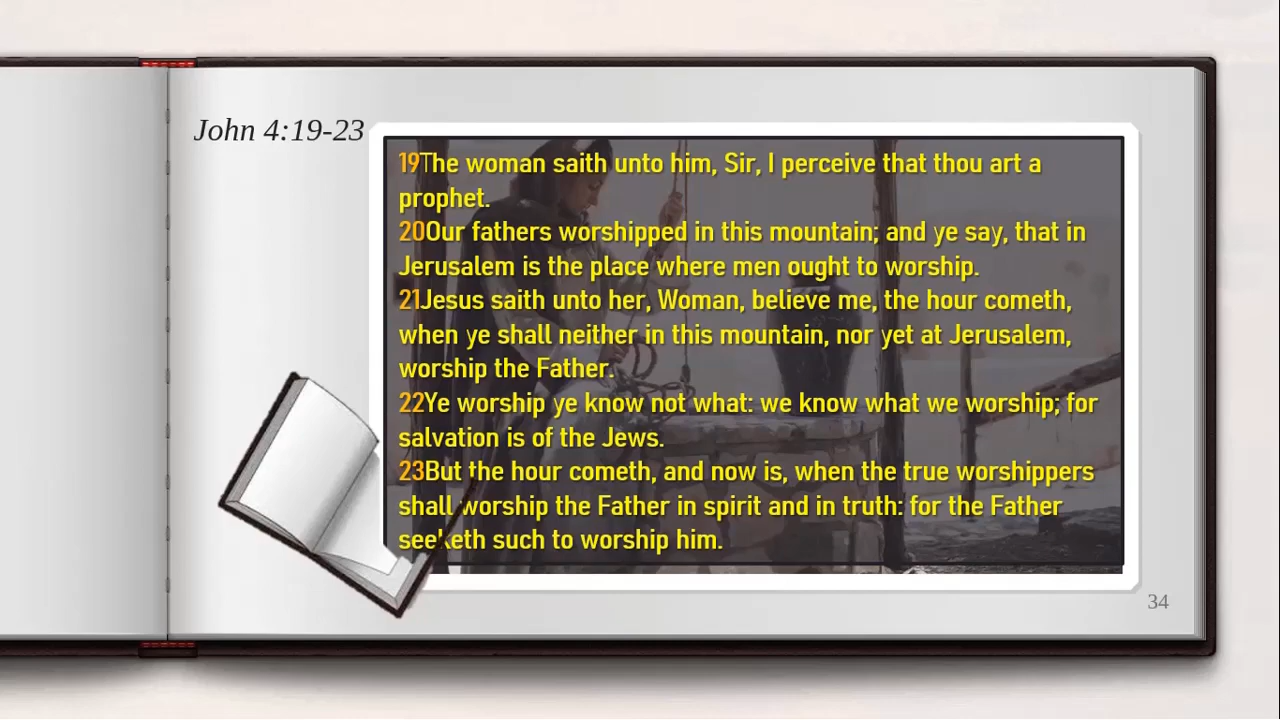 John 4:19-23
19The woman saith unto him, Sir, I perceive that thou art a
prophet.
20Our fathers worshipped in this mountain; and ye say, that in
Jerusalem is the place where men ought to worship.
21Jesus saith unto her, Woman, believe me, the hour cometh,
when ye shall neither in this mountain, nor yet at Jerusalem,
worship the Father.
22Ye worship ye know not what: we know what we worship; for
salvation is of the Jews.
23But the hour cometh, and now is, when the true worshippers
shall worship the Father in spirit and in truth: for the Father
seeketh such to worship him.
34